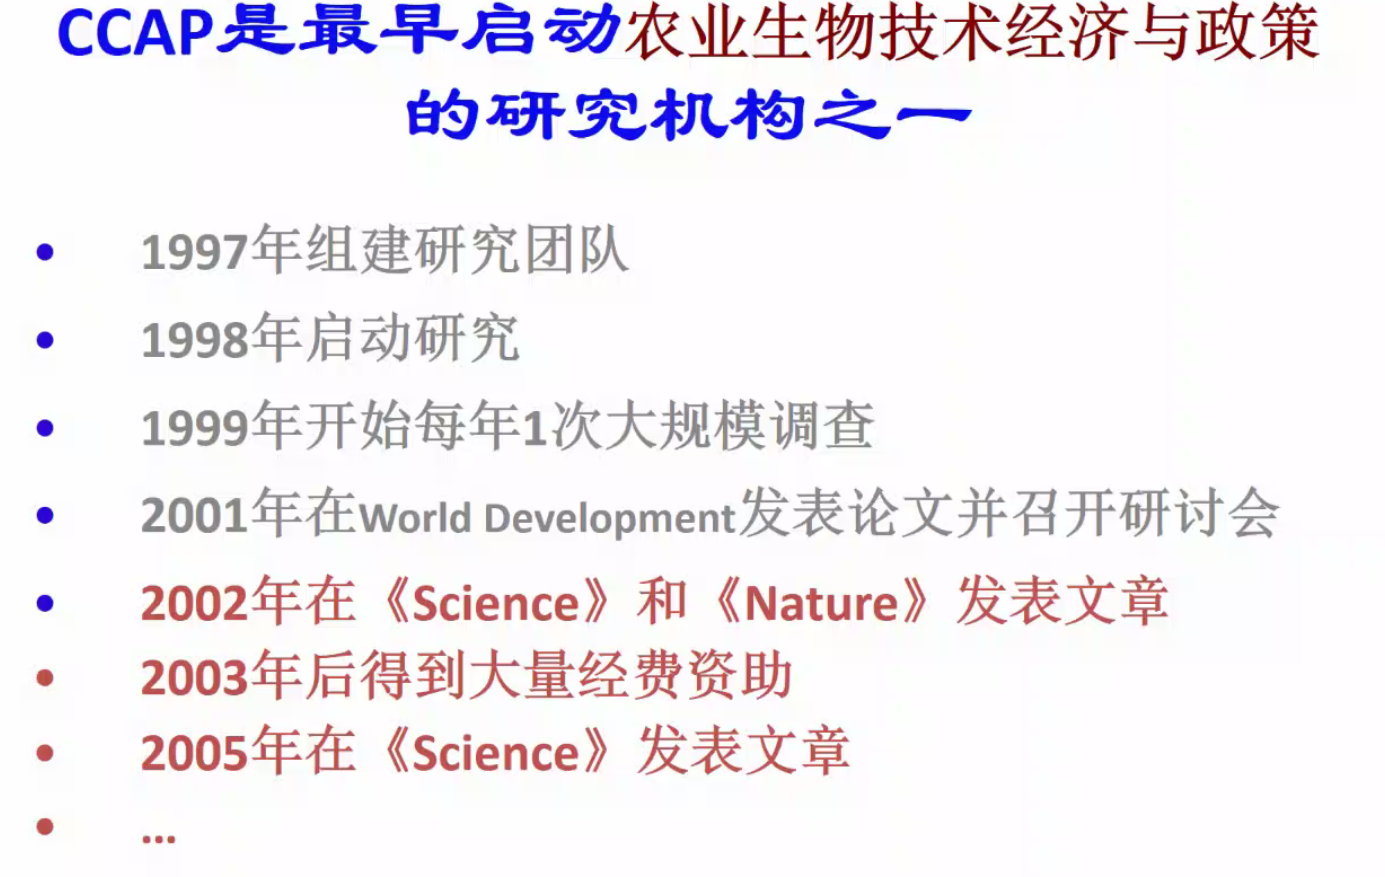 CCAP是最早启动农业生物技术经济与政策
的研究机构之一
• 1997年组建研究团队
• 1998年启动研究
• 1999年开始每年1次大规模调查
• 2001年在World Development发表论文并召开研讨会
• 2002年在《Science》和《Nature》发表文章
• 2003年后得到大量经费资助
• 2005年在《Science》发表文章
• ...